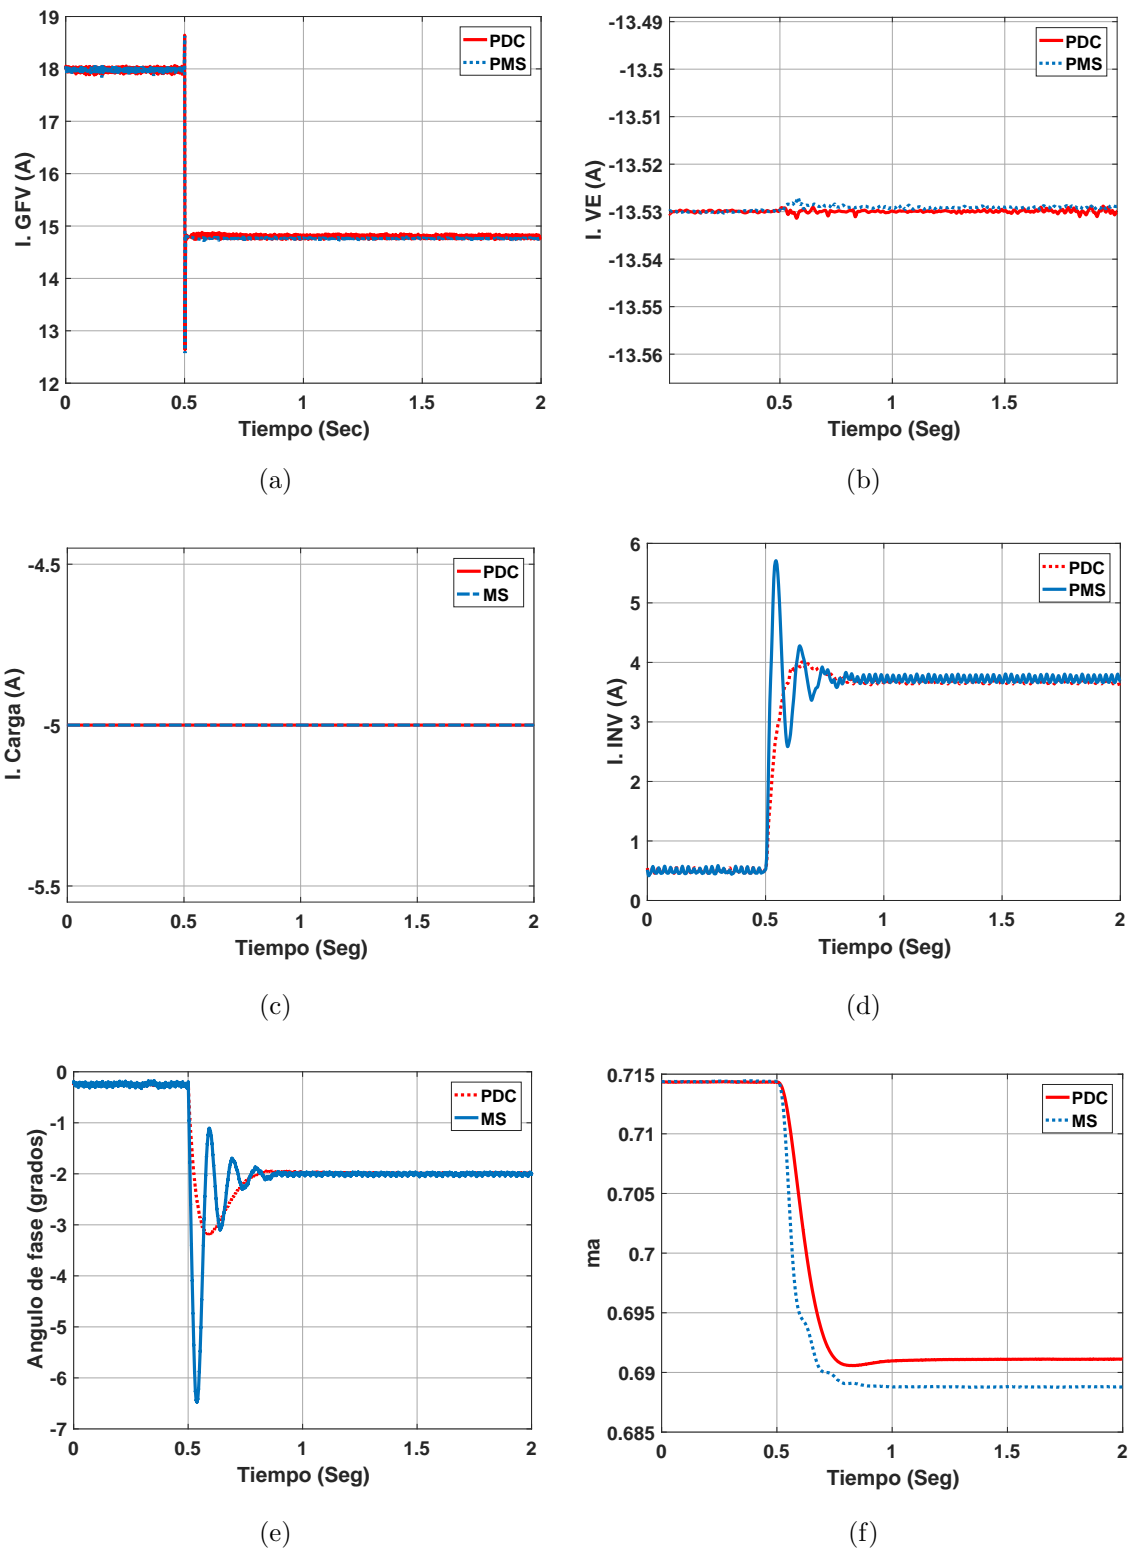 19
18
17
16
15
14
13
12
I. GFV (A)
PDC
PMS
0 0.5 1 1.5 2
Tiempo (Sec)
(a)
-13.49
-13.5
-13.51
-13.52
-13.53
-13.54
-13.55
-13.56
I. VE (A)
PDC
PMS
0.5 1 1.5
Tiempo (Seg)
(b)
-4.5
-5
-5.5
I. Carga (A)
PDC
MS
0 0.5 1 1.5 2
Tiempo (Seg)
(c)
6
5
4
3
2
1
0
I. INV (A)
PDC
PMS
0 0.5 1 1.5 2
Tiempo (Seg)
(d)
0
-1
-2
-3
-4
-5
-6
-7
Angulo de fase (grados)
PDC
MS
0 0.5 1 1.5 2
Tiempo (Seg)
(e)
0.715
0.71
0.705
0.7
0.695
0.69
0.685
ma
PDC
MS
0 0.5 1 1.5 2
Tiempo (Seg)
(f)